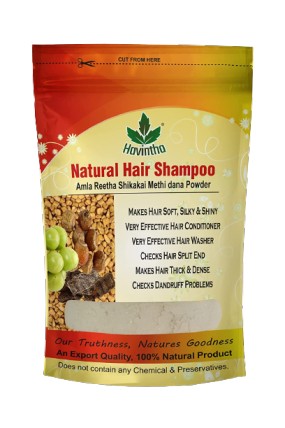 CUT FROM HERE
Havintha
Natural Hair Shampoo
Amla Reetha Shikakai Methi dana Powder
MAKES HAIR SOFT, SILKY & SHINY
VERY EFFECTIVE HAIR CONDITIONER
VERY EFFECTIVE HAIR WASHER
CHECKS HAIR SPLIT END
MAKES HAIR THICK & DENSE
CHECKS DANDRUFF PROBLEMS
Our Truthness, Natures Goodness
An Export Quality, 100% Natural Product
Does not contain any Chemical & Preservatives.